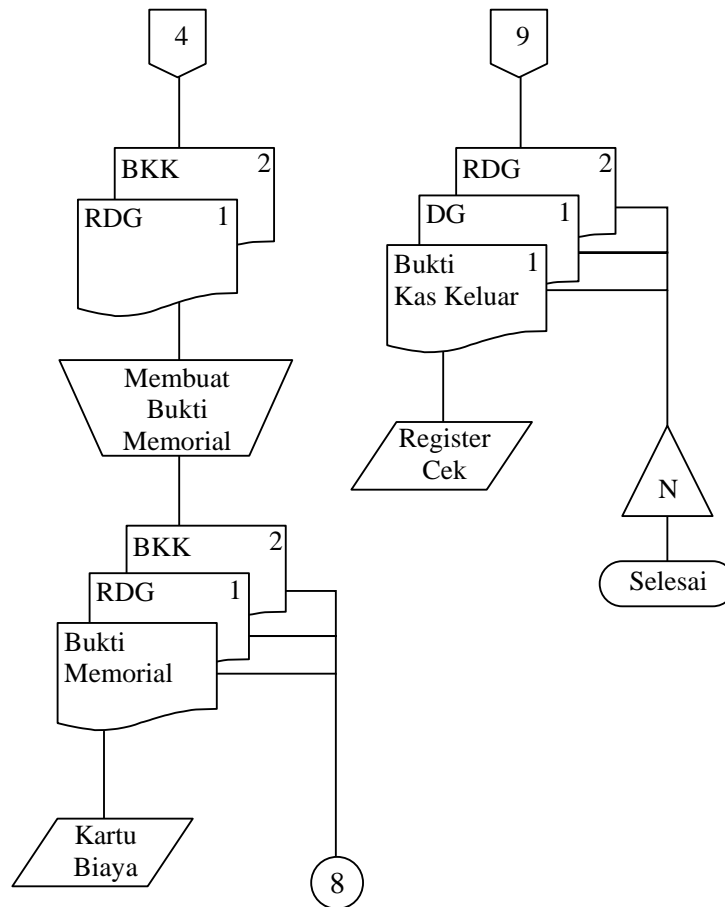 4
BKK 2
RDG 1
Membuat
Bukti
Memorial
BKK 2
RDG 1
Bukti
Memorial
Kartu
Biaya
8
9
RDG 2
DG 1
Bukti 1
Kas Keluar
Register
Cek
N
Selesai